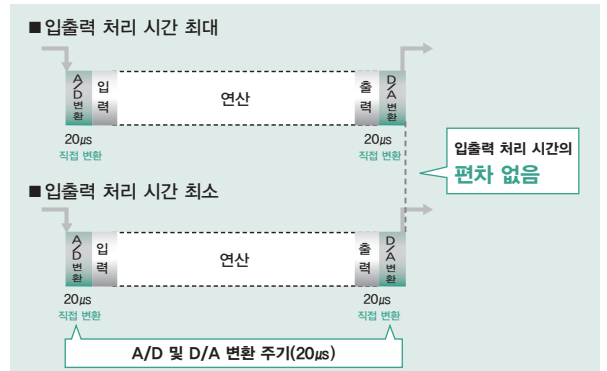 ■입출력 처리 시간 최대
A/D변환
입력
연산
출력
D/A변환
20μs
직접 변환
20μs
직접 변환
입출력 처리 시간의
편차 없음
■입출력 처리 시간 최소
A/D변환
입력
연산
출력
D/A변환
20μs
직접 변환
20μs
직접 변환
A/D 및 D/A 변환 주기(20μs)